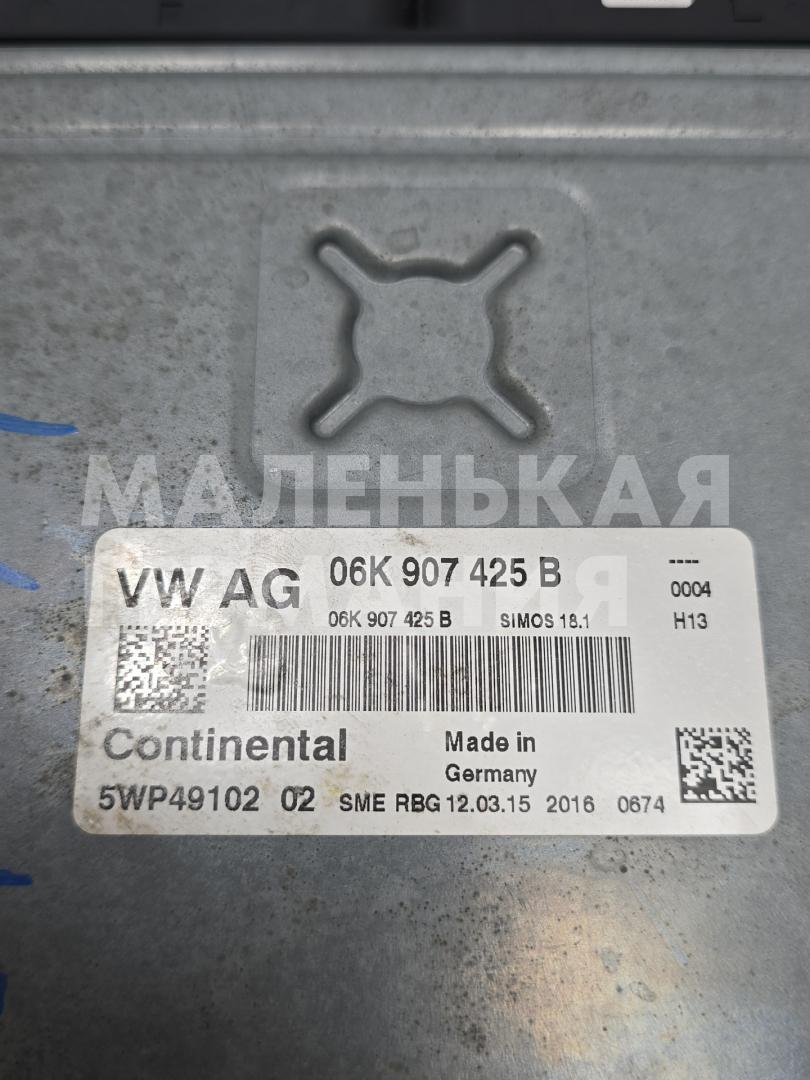 МАЛЕНЬКАЯ
ГЕРМАНИЯ
VW AG 06K 907 425 B ----
0004
06K 907 425 B SIMOS 18.1 H13
Continental Made in
Germany
5WP49102 02 SME RBG 12.03.15 2016 0674